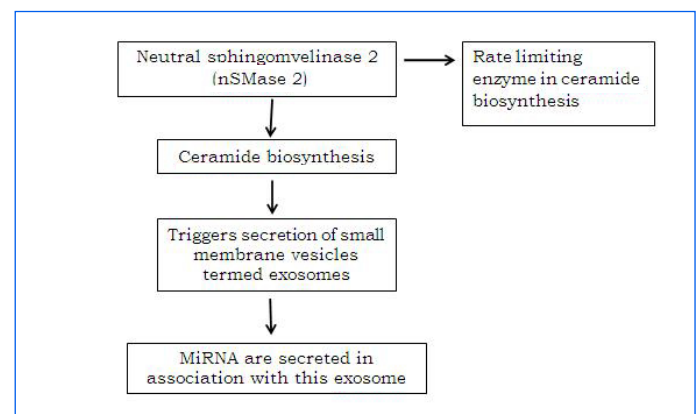 Neutral sphingomyelinase 2
(nSMase 2)
Rate limiting
enzyme in ceramide
biosynthesis
Ceramide biosynthesis
Triggers secretion of small
membrane vesicles
termed exosomes
MiRNA are secreted in
association with this exosome